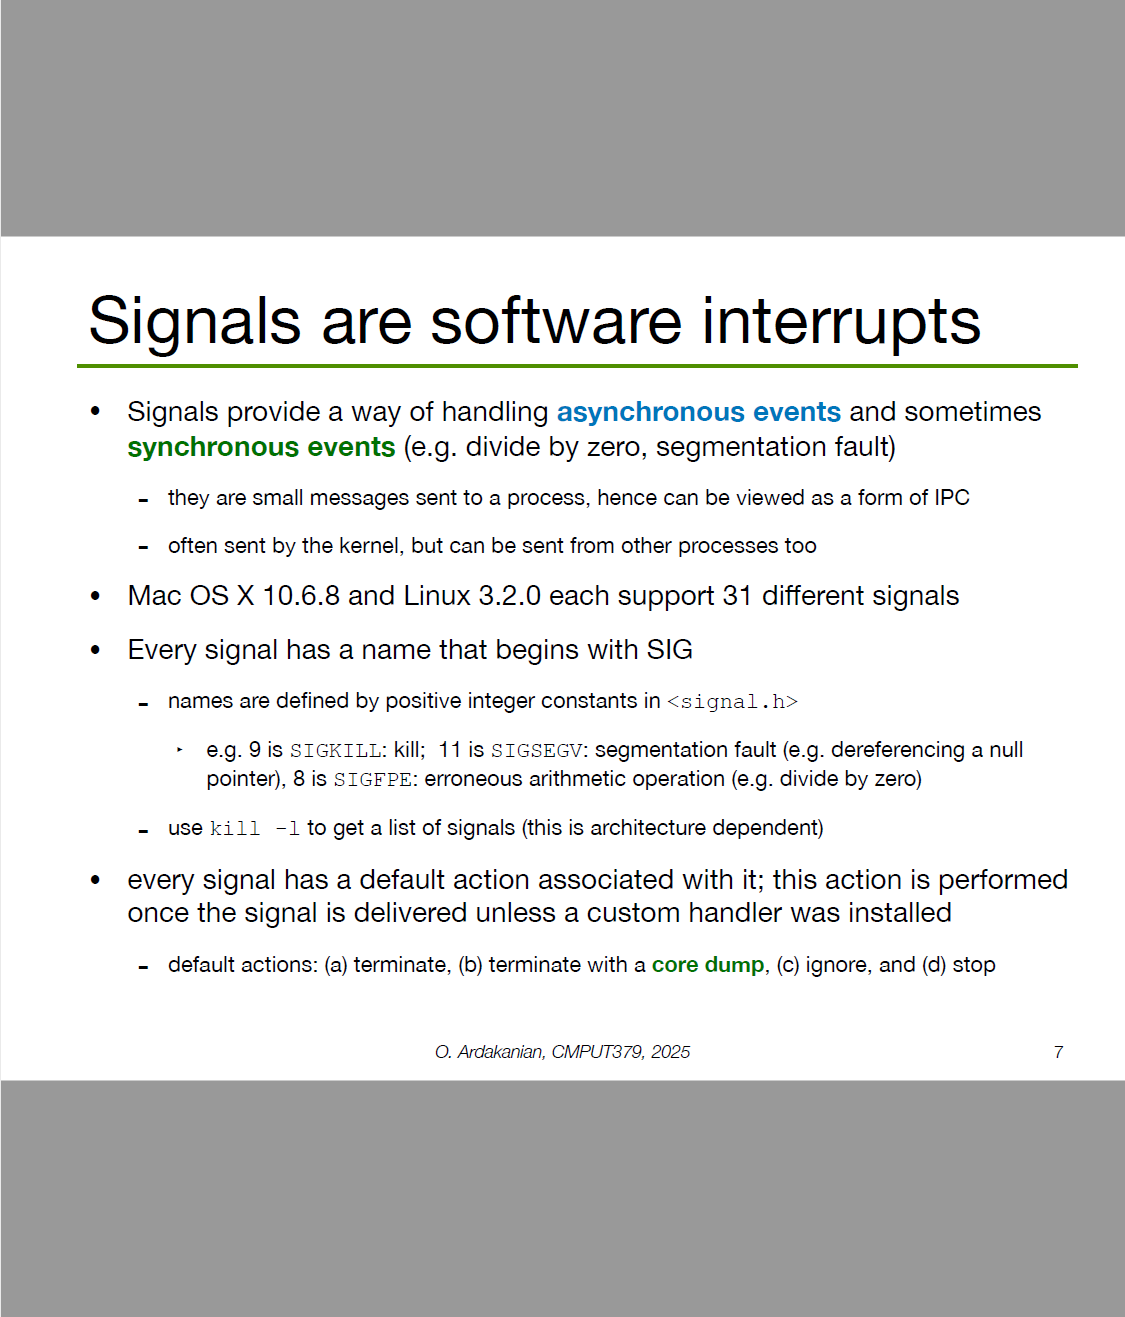 Signals are software interrupts
• Signals provide a way of handling asynchronous events and sometimes
synchronous events (e.g. divide by zero, segmentation fault)
- they are small messages sent to a process, hence can be viewed as a form of IPC
- often sent by the kernel, but can be sent from other processes too
• Mac OS X 10.6.8 and Linux 3.2.0 each support 31 different signals
• Every signal has a name that begins with SIG
- names are defined by positive integer constants in <signal.h>
‣ e.g. 9 is SIGKILL: kill; 11 is SIGSEGV: segmentation fault (e.g. dereferencing a null
pointer), 8 is SIGFPE: erroneous arithmetic operation (e.g. divide by zero)
- use kill -l to get a list of signals (this is architecture dependent)
• every signal has a default action associated with it; this action is performed
once the signal is delivered unless a custom handler was installed
- default actions: (a) terminate, (b) terminate with a core dump, (c) ignore, and (d) stop
O. Ardakanian, CMPUT379, 2025
7